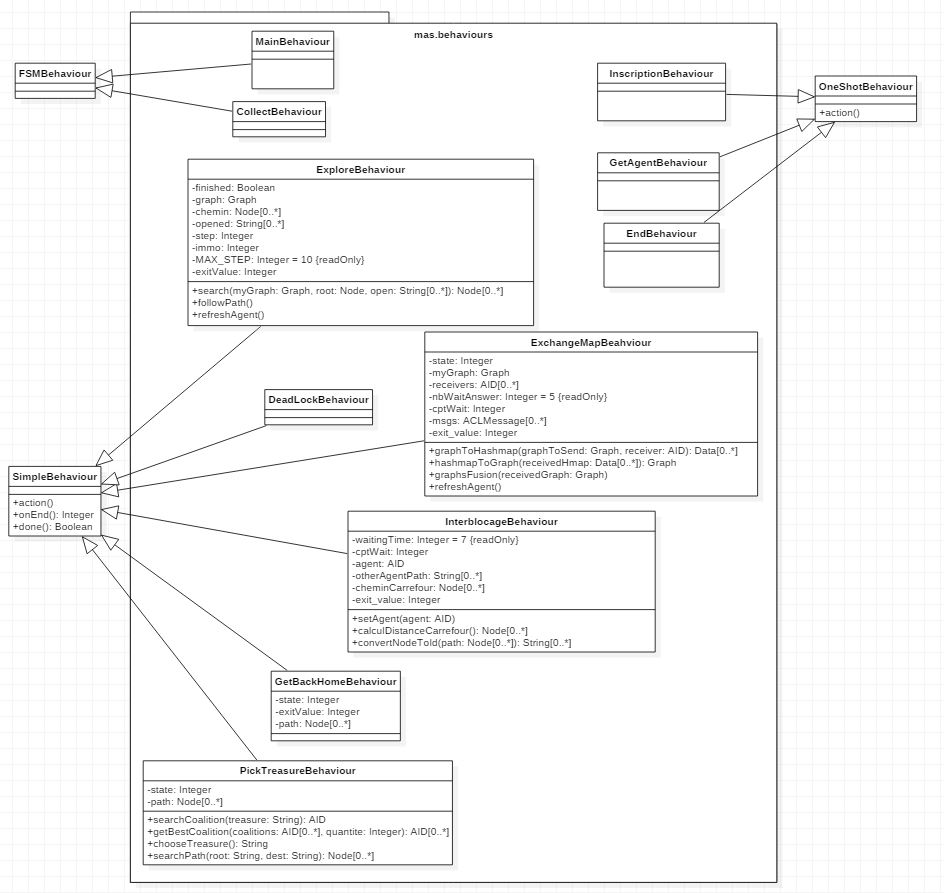 mas.behaviours
MainBehaviour
FSMBehaviour
CollectBehaviour
InscriptionBehaviour
OneShotBehaviour
+action()
GetAgentBehaviour
EndBehaviour
ExploreBehaviour
-finished: Boolean
-graph: Graph
-chemin: Node[0..*]
-opened: String[0..*]
-step: Integer
-immo: Integer
-MAX_STEP: Integer = 10 {readOnly}
-exitValue: Integer
+search(myGraph: Graph, root: Node, open: String[0..*]): Node[0..*]
+followPath()
+refreshAgent()
ExchangeMapBeahviour
-state: Integer
-myGraph: Graph
-receivers: AID[0..*]
-nbWaitAnswer: Integer = 5 {readOnly}
-cptWait: Integer
-msgs: ACLMessage[0..*]
-exit_value: Integer
+graphToHashmap(graphToSend: Graph, receiver: AID): Data[0..*]
+hashmapToGraph(receivedHmap: Data[0..*]): Graph
+graphsFusion(receivedGraph: Graph)
+refreshAgent()
DeadLockBehaviour
SimpleBehaviour
+action()
+onEnd(): Integer
+done(): Boolean
InterblocageBehaviour
-waitingTime: Integer = 7 {readOnly}
-cptWait: Integer
-agent: AID
-otherAgentPath: String[0..*]
-cheminCarrefour: Node[0..*]
-exit_value: Integer
+setAgent(agent: AID)
+calculDistanceCarrefour(): Node[0..*]
+convertNodeToId(path: Node[0..*]): String[0..*]
GetBackHomeBehaviour
-state: Integer
-exitValue: Integer
-path: Node[0..*]
PickTreasureBehaviour
-state: Integer
-path: Node[0..*]
+searchCoalition(treasure: String): AID
+getBestCoalition(coalitions: AID[0..*], quantite: Integer): AID[0..*]
+chooseTreasure(): String
+searchPath(root: String, dest: String): Node[0..*]